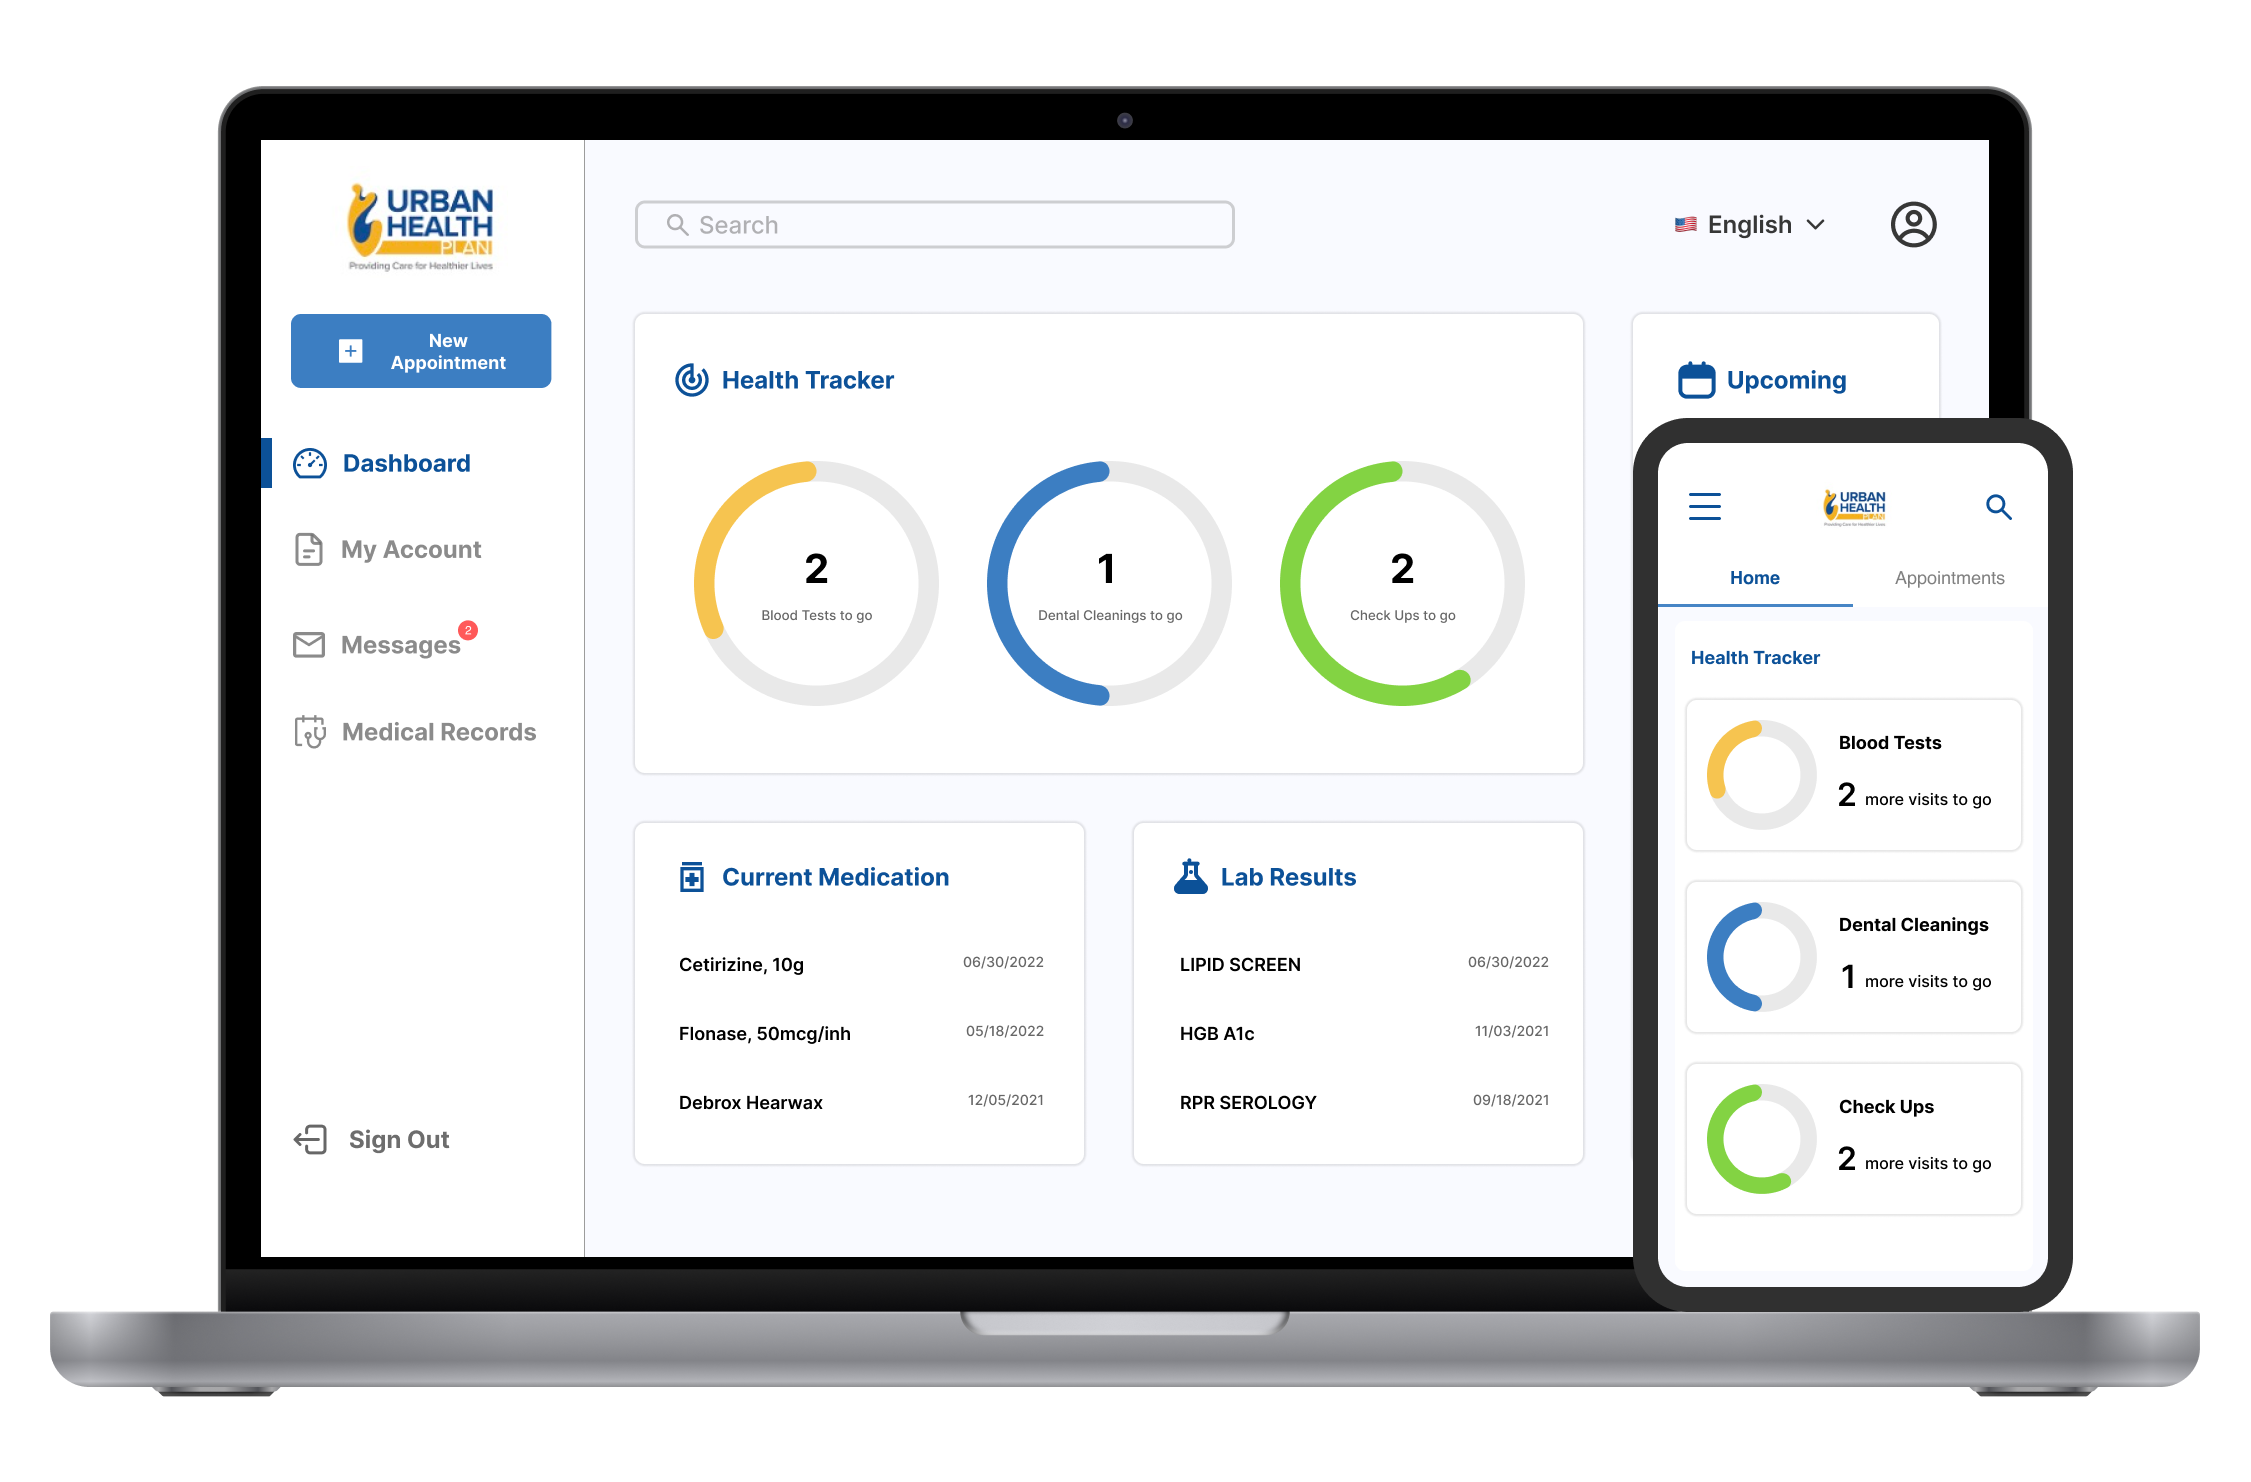 URBAN
HEALTH
PLAN
Providing Care for Healthier Lives
New
Appointment
Dashboard
My Account
Messages
2
Medical Records
Sign Out
Search
English
Health Tracker
2
Blood Tests to go
1
Dental Cleanings to go
2
Check Ups to go
Upcoming
Current Medication
Cetirizine, 10g 06/30/2022
Flonase, 50mcg/inh 05/18/2022
Debrox Hearwax 12/05/2021
Lab Results
LIPID SCREEN 06/30/2022
HGB A1c 11/03/2021
RPR SEROLOGY 09/18/2021
URBAN
HEALTH
PLAN
Providing Care for Healthier Lives
Home Appointments
Health Tracker
Blood Tests
2 more visits to go
Dental Cleanings
1 more visits to go
Check Ups
2 more visits to go